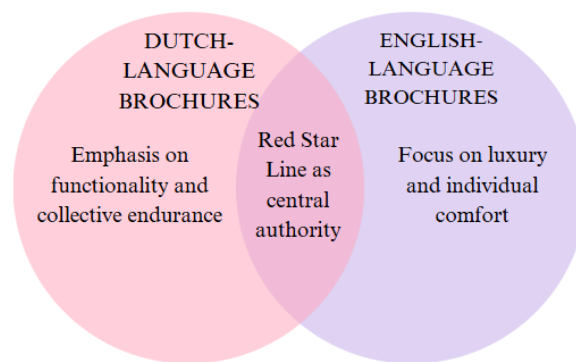 DUTCH-
LANGUAGE
BROCHURES
Emphasis on
functionality and
collective endurance
Red Star
Line as
central
authority
ENGLISH-
LANGUAGE
BROCHURES
Focus on luxury
and individual
comfort